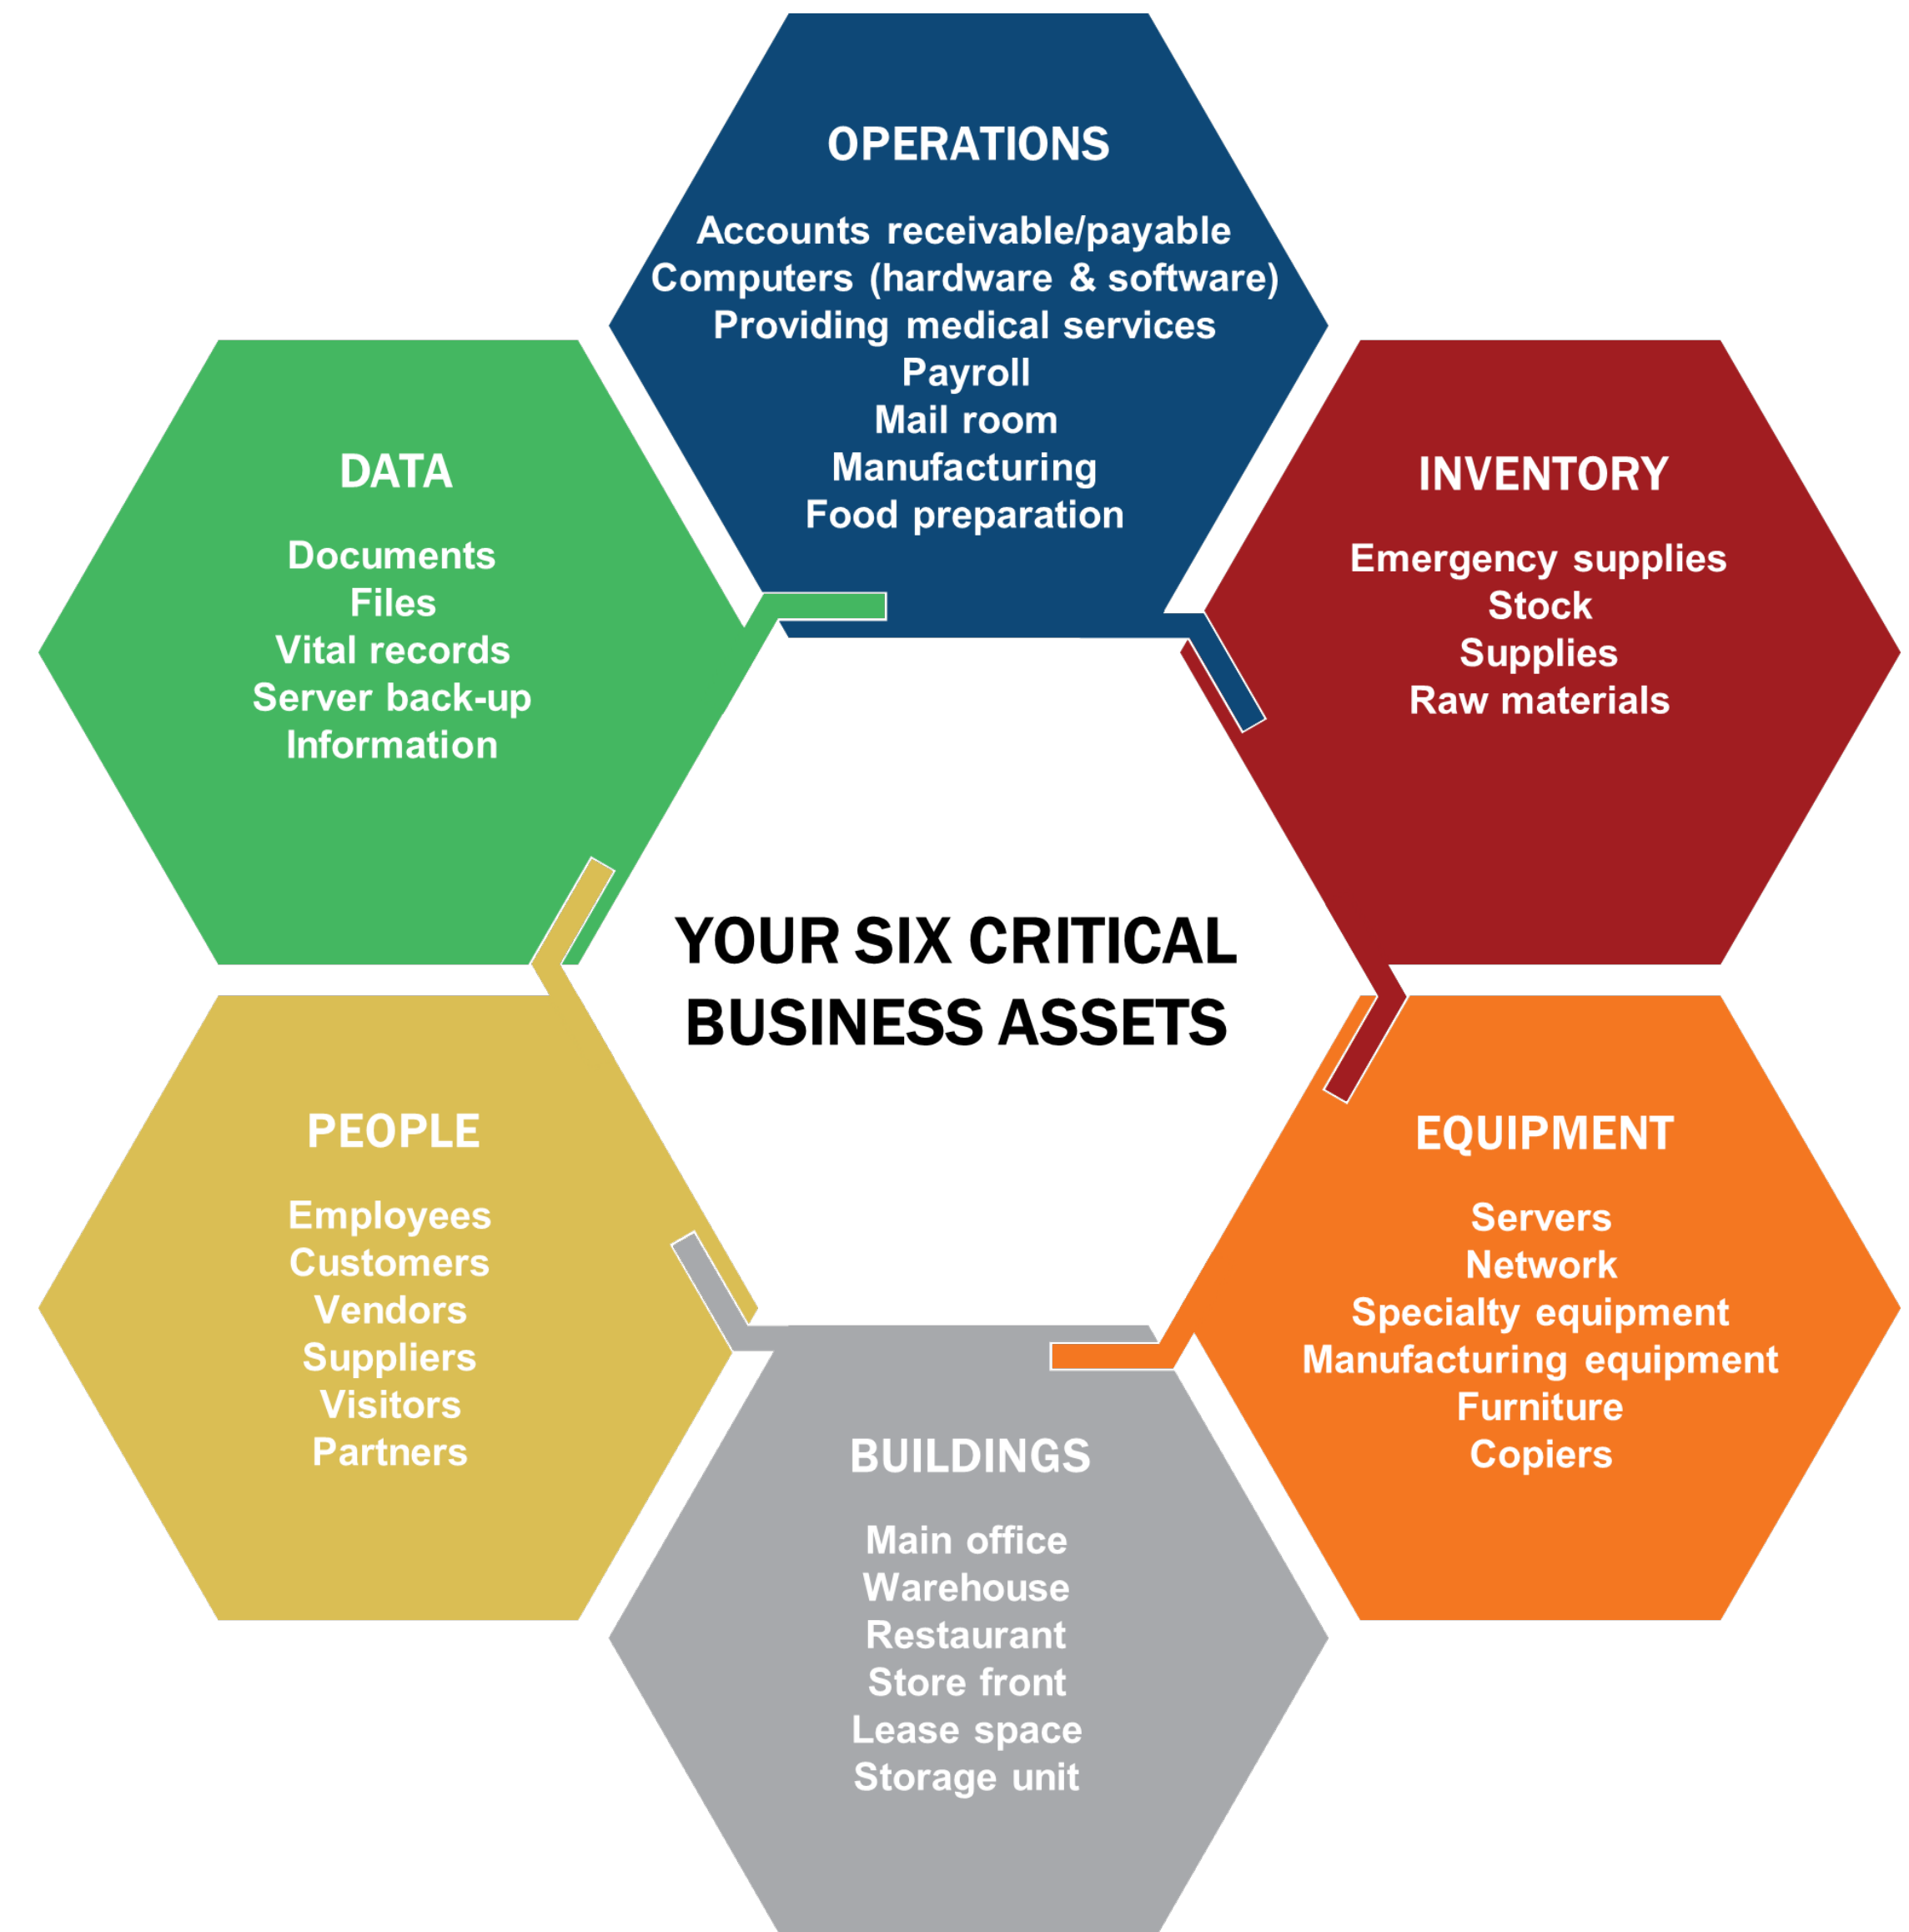 OPERATIONS
Accounts receivable/payable
Computers (hardware & software)
Providing medical services
Payroll
Mail room
Manufacturing
Food preparation
DATA
Documents
Files
Vital records
Server back-up
Information
INVENTORY
Emergency supplies
Stock
Supplies
Raw materials
YOUR SIX CRITICAL
BUSINESS ASSETS
PEOPLE
Employees
Customers
Vendors
Suppliers
Visitors
Partners
EQUIPMENT
Servers
Network
Specialty equipment
Manufacturing equipment
Furniture
Copiers
BUILDINGS
Main office
Warehouse
Restaurant
Store front
Lease space
Storage unit